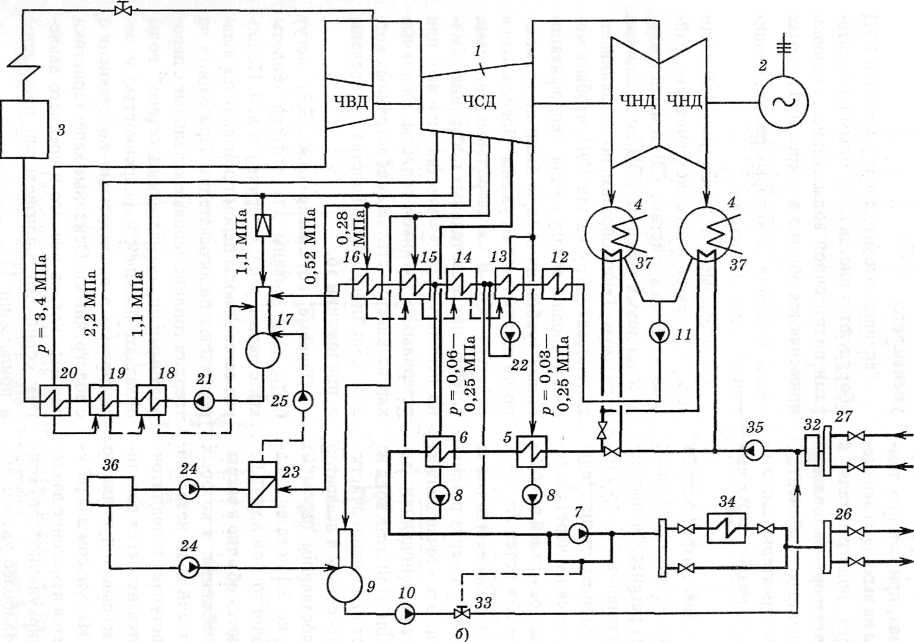 1
2
3
ЧВД
ЧСД
ЧНД
ЧНД
4
4
37
37
p = 3,4 МПа
2,2 МПа
1,1 МПа
1,1 МПа
0,52 МПа
0,28 МПа
16
15
14
13
12
17
11
22
p = 0,06—
0,25 МПа
p = 0,03—
0,25 МПа
20
19
18
21
25
27
32
35
6
5
36
24
23
8
8
7
34
26
24
9
10
33
б)